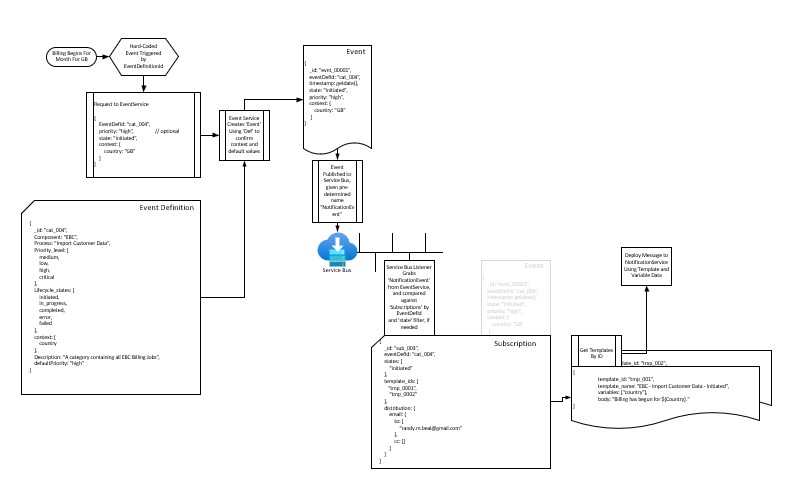 Billing Begins For
Month For GB
Hard-Coded
Event Triggered
by
EventDefinitionId
Request to EventService
{
EventDefId: "cat_004",
priority: "high", // optional
state: "initiated",
context: {
country: "GB"
}
}
Event Service
Creates 'Event'
Using 'Def' to
confirm
context and
default values
Event
{
_id: "evnt_00001",
eventDefId: "cat_004",
timestamp: getdate(),
state: "Initiated",
priority: "high",
context: {
country: "GB"
}
}
Event
Published to
Service Bus,
given pre-
determined
name
"NotificationEv
ent"
Service Bus
Event Definition
{
_id: "cat_004",
Component: "EBC",
Process: "Import Customer Data",
Priority_level: [
medium,
low,
high,
critical
],
Lifecycle_states: [
initiated,
in_progress,
completed,
error,
failed
],
context: {
country
},
Description: "A category containing all EBC Billing Jobs",
defaultPriority: "high"
}
Service Bus Listener
Grabs
'NotificationEvent'
from EventService,
and compared
against
'Subscriptions' by
EventDefId
and 'state' filter, if
needed
Event
{
_id: "evnt_00001",
eventDefId: "cat_004",
timestamp: getdate(),
state: "Initiated",
priority: "high",
context: {
country: "GB"
}
Subscription
{
_id: "sub_003",
eventDefId: "cat_004",
states: [
"initiated"
],
template_ids: [
"tmp_0001",
"tmp_0002"
],
distribution: {
email: {
to: [
"randy.m.beal@gmail.com"
],
cc: []
}
}
}
Deploy Message to
NotificationService
Using Template and
Variable Data
Get Templates
By ID
late_id: "tmp_002",
{
template_id: "tmp_001",
template_name: "EBC - Import Customer Data - Initiated",
variables: ["country"],
body: "Billing has begun for ${Country}."
}